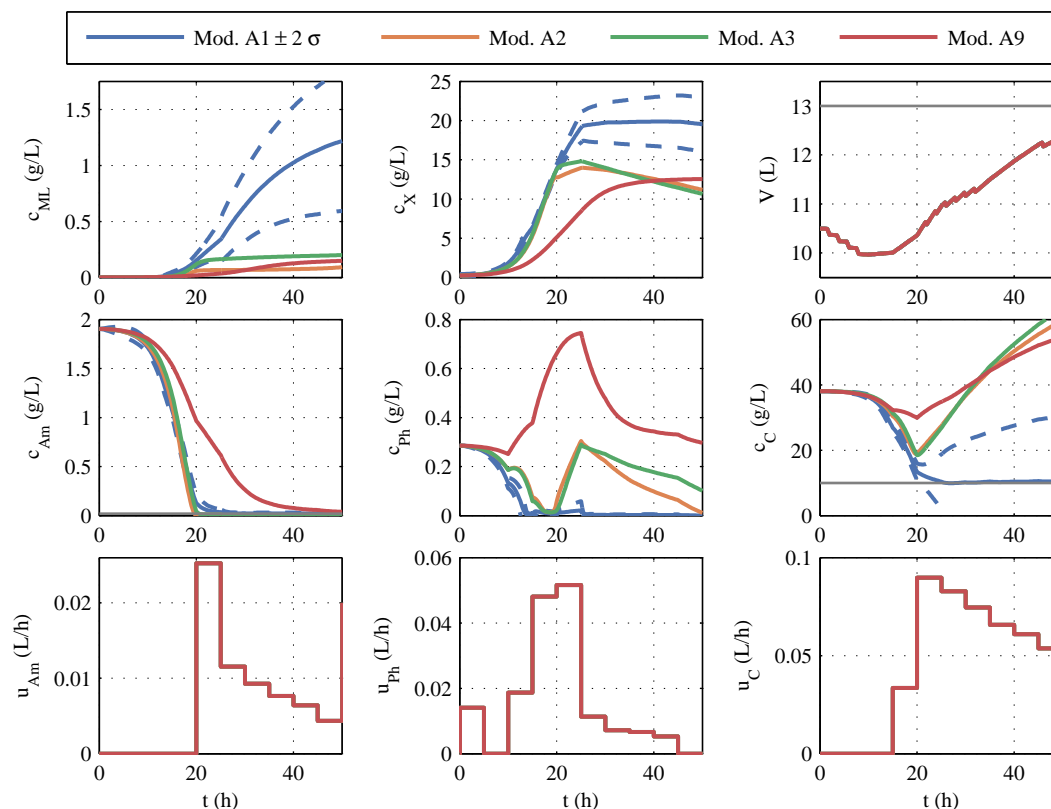 Mod. A1 ± 2 σ Mod. A2 Mod. A3 Mod. A9
1.5
1
0.5
0
c_ML (g/L)
20 40
25
20
15
10
5
0
c_X (g/L)
0 20 40
13
12
11
10
V (L)
0 20 40
2
1.5
1
0.5
0
c_Am (g/L)
0 20 40
0.8
0.6
0.4
0.2
0
c_Ph (g/L)
0 20 40
60
40
20
0
c_C (g/L)
0 20 40
0.02
0.01
0
u_Am (L/h)
0 20 40
t (h)
0.06
0.04
0.02
0
u_Ph (L/h)
0 20 40
t (h)
0.1
0.05
0
u_C (L/h)
0 20 40
t (h)